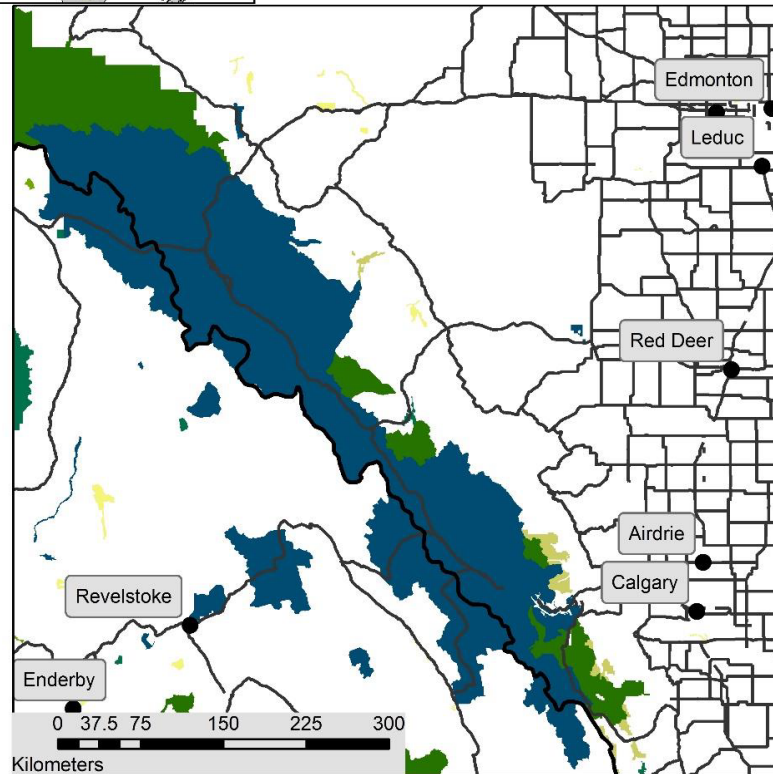 Edmonton
Leduc
Red Deer
Airdrie
Calgary
Revelstoke
Enderby
0 37.5 75 150 225 300
Kilometers